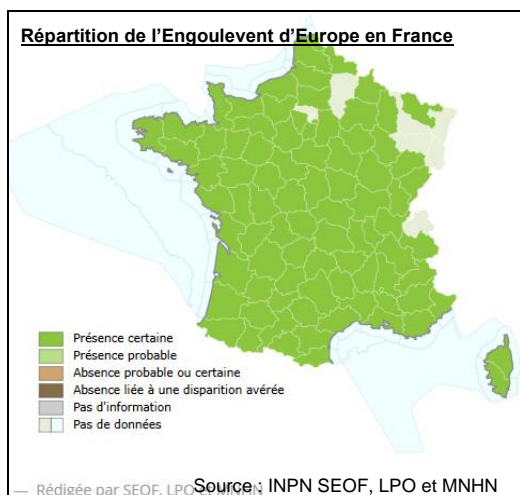 Répartition de l’Engoulevent d’Europe en France
Présence certaine
Présence probable
Absence probable ou certaine
Absence liée à une disparition avérée
Pas d'information
Pas de données
— Rédigée par SEOF, LPO
Source : INPN SEOF, LPO et MNHN